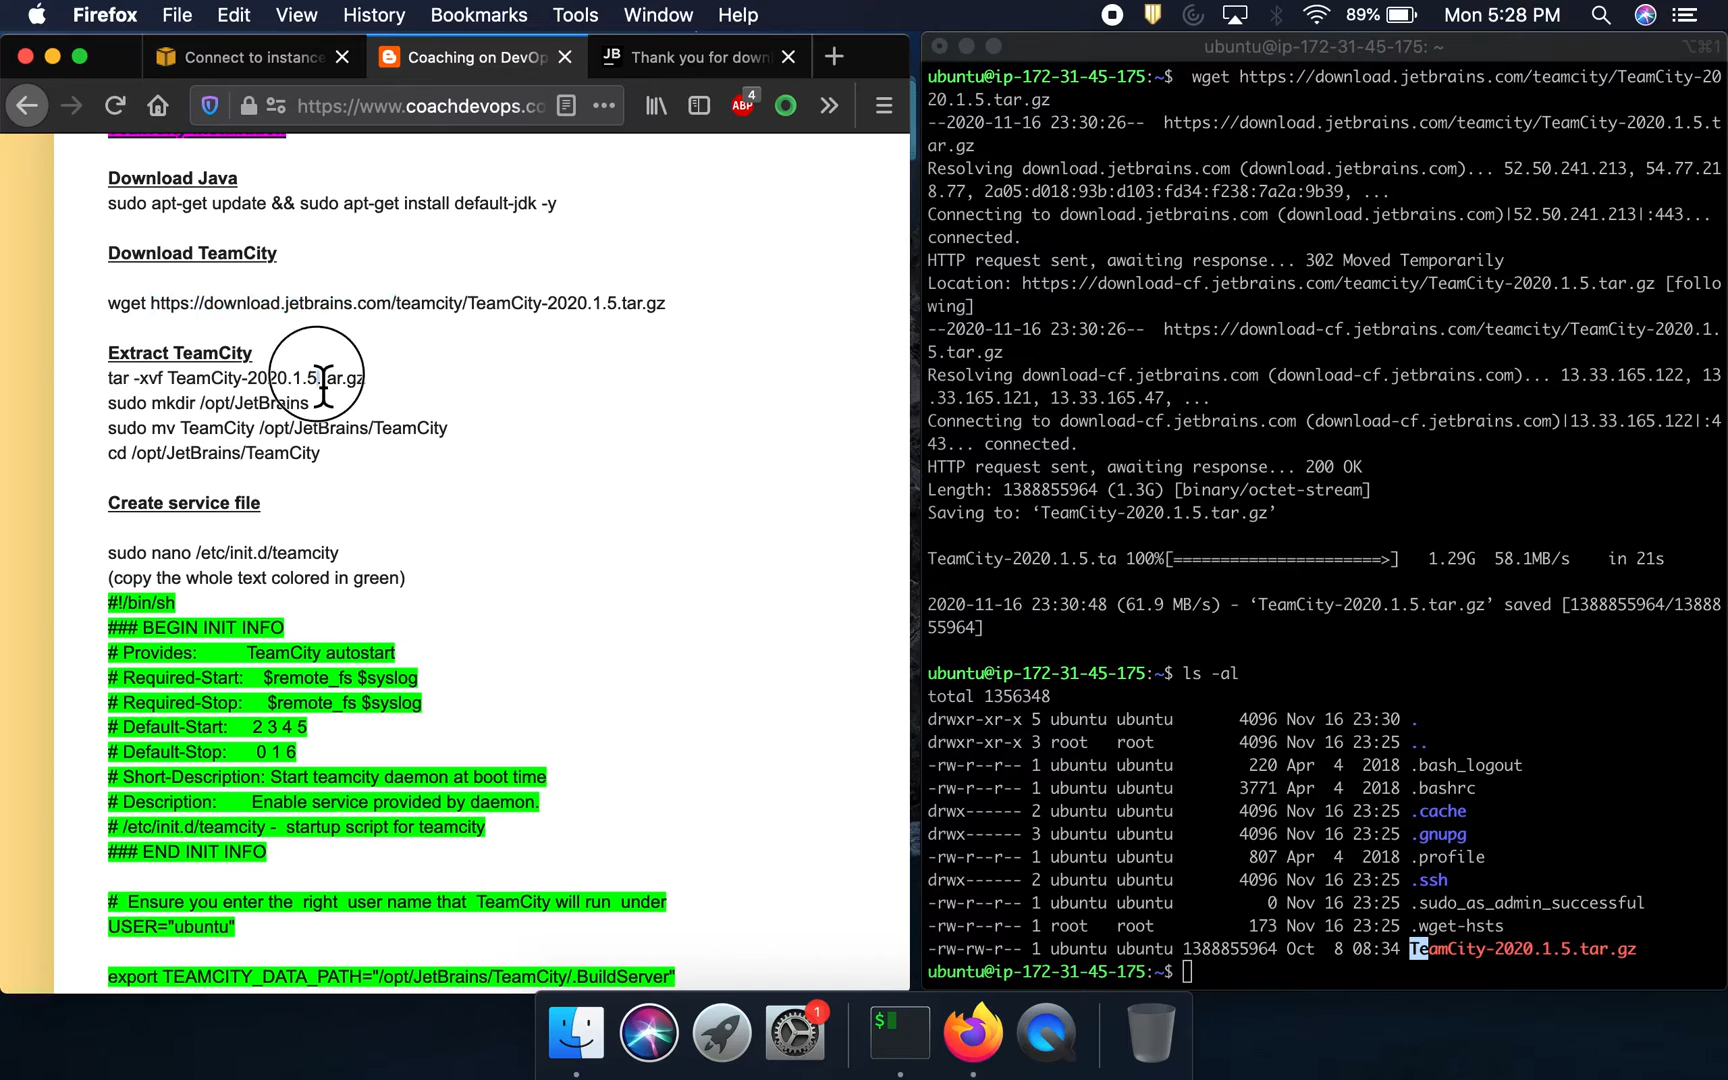 Firefox File Edit View History Bookmarks Tools Window Help 89% Mon 5:28 PM
Connect to instance Coaching on DevOp JB Thank you for down
https://www.coachdevops.co ABP 4
Download Java
sudo apt-get update && sudo apt-get install default-jdk -y
Download TeamCity
wget https://download.jetbrains.com/teamcity/TeamCity-2020.1.5.tar.gz
Extract TeamCity
tar -xvf TeamCity-2020.1.5.tar.gz
sudo mkdir /opt/JetBrains
sudo mv TeamCity /opt/JetBrains/TeamCity
cd /opt/JetBrains/TeamCity
Create service file
sudo nano /etc/init.d/teamcity
(copy the whole text colored in green)
#!/bin/sh
### BEGIN INIT INFO
# Provides: TeamCity autostart
# Required-Start: $remote_fs $syslog
# Required-Stop: $remote_fs $syslog
# Default-Start: 2 3 4 5
# Default-Stop: 0 1 6
# Short-Description: Start teamcity daemon at boot time
# Description: Enable service provided by daemon.
# /etc/init.d/teamcity - startup script for teamcity
### END INIT INFO
# Ensure you enter the right user name that TeamCity will run under
USER="ubuntu"
export TEAMCITY_DATA_PATH="/opt/JetBrains/TeamCity/.BuildServer"
ubuntu@ip-172-31-45-175: ~ ⌥⌘1
ubuntu@ip-172-31-45-175:~$ wget https://download.jetbrains.com/teamcity/TeamCity-20
20.1.5.tar.gz
--2020-11-16 23:30:26-- https://download.jetbrains.com/teamcity/TeamCity-2020.1.5.t
ar.gz
Resolving download.jetbrains.com (download.jetbrains.com)... 52.50.241.213, 54.77.21
8.77, 2a05:d018:93b:d103:fd34:f238:7a2a:9b39, ...
Connecting to download.jetbrains.com (download.jetbrains.com)|52.50.241.213|:443...
connected.
HTTP request sent, awaiting response... 302 Moved Temporarily
Location: https://download-cf.jetbrains.com/teamcity/TeamCity-2020.1.5.tar.gz [follo
wing]
--2020-11-16 23:30:26-- https://download-cf.jetbrains.com/teamcity/TeamCity-2020.1.
5.tar.gz
Resolving download-cf.jetbrains.com (download-cf.jetbrains.com)... 13.33.165.122, 13
.33.165.121, 13.33.165.47, ...
Connecting to download-cf.jetbrains.com (download-cf.jetbrains.com)|13.33.165.122|:4
43... connected.
HTTP request sent, awaiting response... 200 OK
Length: 1388855964 (1.3G) [binary/octet-stream]
Saving to: ‘TeamCity-2020.1.5.tar.gz’
TeamCity-2020.1.5.ta 100%[======================>] 1.29G 58.1MB/s in 21s
2020-11-16 23:30:48 (61.9 MB/s) - ‘TeamCity-2020.1.5.tar.gz’ saved [1388855964/13888
55964]
ubuntu@ip-172-31-45-175:~$ ls -al
total 1356348
drwxr-xr-x 5 ubuntu ubuntu 4096 Nov 16 23:30 .
drwxr-xr-x 3 root root 4096 Nov 16 23:25 ..
-rw-r--r-- 1 ubuntu ubuntu 220 Apr 4 2018 .bash_logout
-rw-r--r-- 1 ubuntu ubuntu 3771 Apr 4 2018 .bashrc
drwx------ 2 ubuntu ubuntu 4096 Nov 16 23:25 .cache
drwx------ 3 ubuntu ubuntu 4096 Nov 16 23:25 .gnupg
-rw-r--r-- 1 ubuntu ubuntu 807 Apr 4 2018 .profile
drwx------ 2 ubuntu ubuntu 4096 Nov 16 23:25 .ssh
-rw-r--r-- 1 ubuntu ubuntu 0 Nov 16 23:25 .sudo_as_admin_successful
-rw-r--r-- 1 root root 173 Nov 16 23:25 .wget-hsts
-rw-rw-r-- 1 ubuntu ubuntu 1388855964 Oct 8 08:34 TeamCity-2020.1.5.tar.gz
ubuntu@ip-172-31-45-175:~$
$ 1